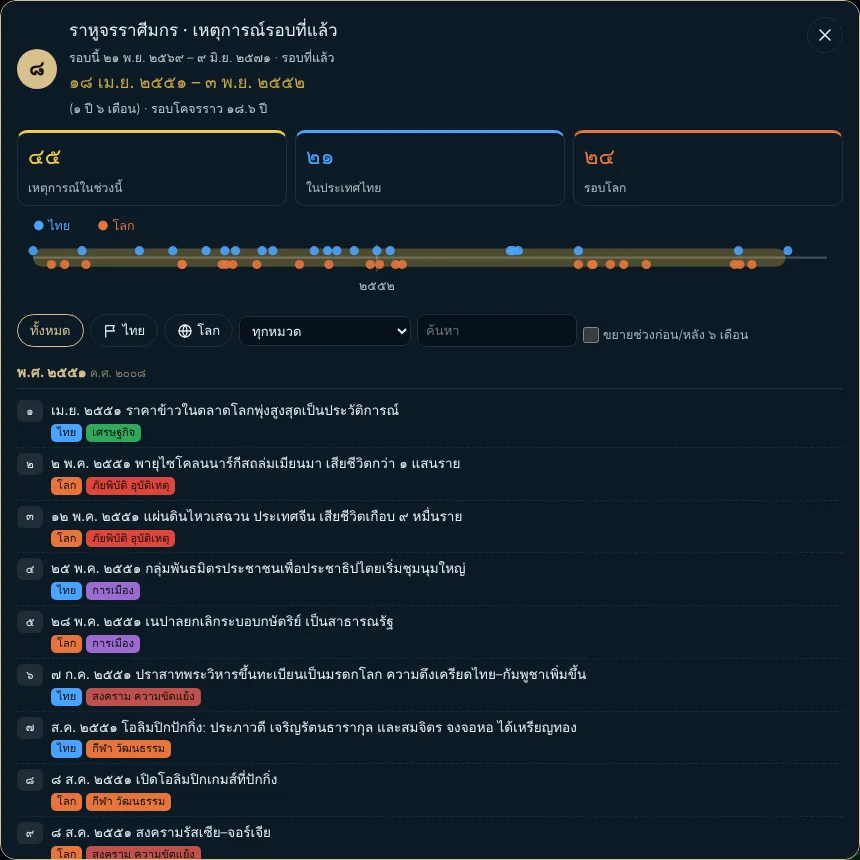 ๘
ราหูจรราศีมกร · เหตุการณ์รอบที่แล้ว
รอบนี้ ๒๑ พ.ย. ๒๕๖๙ – ๙ มิ.ย. ๒๕๗๑ · รอบที่แล้ว
๑๘ เม.ย. ๒๕๕๑ – ๓ พ.ย. ๒๕๕๒
(๑ ปี ๖ เดือน) · รอบโคจรราว ๑๘.๖ ปี
๔๕
เหตุการณ์ในช่วงนี้
๒๑
ในประเทศไทย
๒๔
รอบโลก
ไทย
โลก
๒๕๕๒
ทั้งหมด
ไทย
โลก
ทุกหมวด
ค้นหา
ขยายช่วงก่อน/หลัง ๖ เดือน
พ.ศ. ๒๕๕๑ ค.ศ. ๒๐๐๘
๑ เม.ย. ๒๕๕๑ ราคาข้าวในตลาดโลกพุ่งสูงสุดเป็นประวัติการณ์
ไทย เศรษฐกิจ
๒ ๒ พ.ค. ๒๕๕๑ พายุไซโคลนนาร์กีสถล่มเมียนมา เสียชีวิตกว่า ๑ แสนราย
โลก ภัยพิบัติ อุบัติเหตุ
๓ ๑๒ พ.ค. ๒๕๕๑ แผ่นดินไหวเสฉวน ประเทศจีน เสียชีวิตเกือบ ๙ หมื่นราย
โลก ภัยพิบัติ อุบัติเหตุ
๔ ๒๕ พ.ค. ๒๕๕๑ กลุ่มพันธมิตรประชาชนเพื่อประชาธิปไตยเริ่มชุมนุมใหญ่
ไทย การเมือง
๕ ๒๘ พ.ค. ๒๕๕๑ เนปาลยกเลิกระบอบกษัตริย์ เป็นสาธารณรัฐ
โลก การเมือง
๖ ๗ ก.ค. ๒๕๕๑ ปราสาทพระวิหารขึ้นทะเบียนเป็นมรดกโลก ความตึงเครียดไทย–กัมพูชาเพิ่มขึ้น
ไทย สงคราม ความขัดแย้ง
๗ ส.ค. ๒๕๕๑ โอลิมปิกปักกิ่ง: ประภาวดี เจริญรัตนธารากุล และสมจิตร จงจอหอ ได้เหรียญทอง
ไทย กีฬา วัฒนธรรม
๘ ๘ ส.ค. ๒๕๕๑ เปิดโอลิมปิกเกมส์ที่ปักกิ่ง
โลก กีฬา วัฒนธรรม
๙ ๘ ส.ค. ๒๕๕๑ สงครามรัสเซีย–จอร์เจีย
โลก สงคราม ความขัดแย้ง